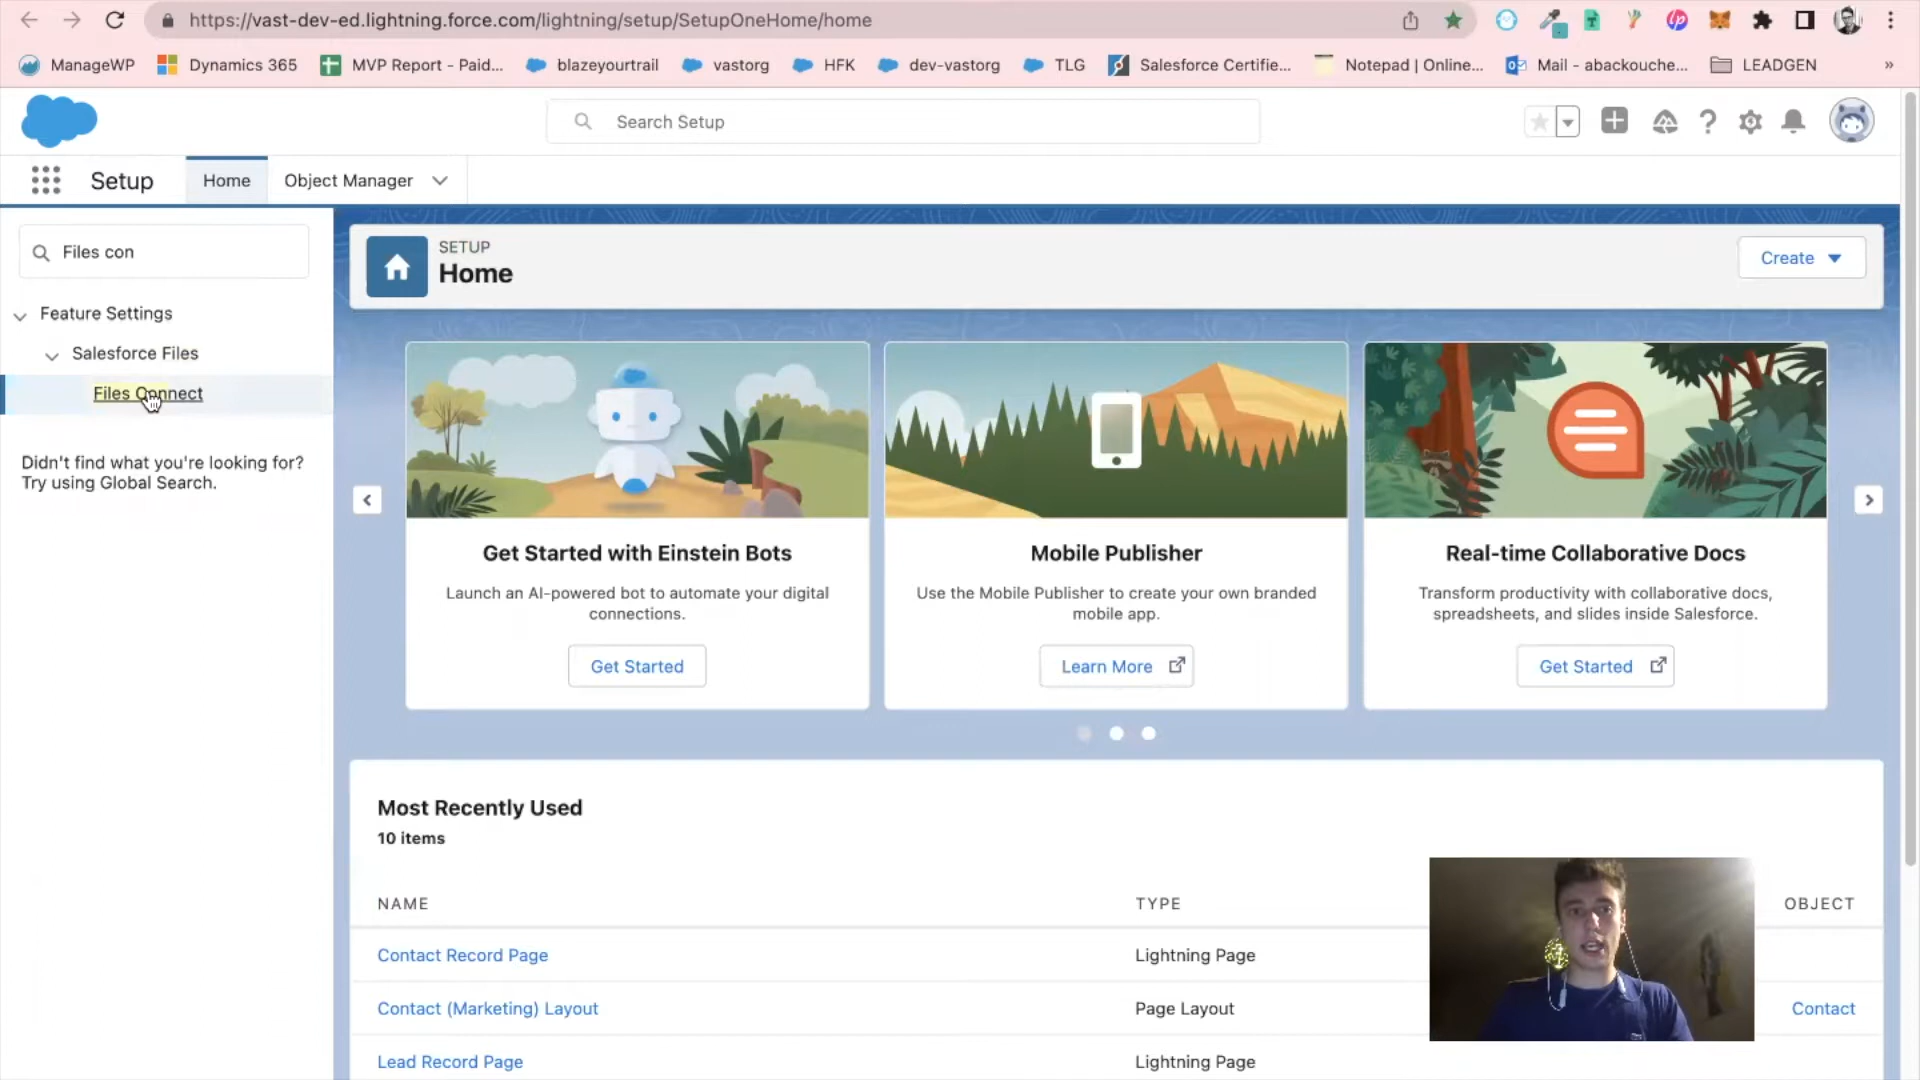 https://vast-dev-ed.lightning.force.com/lightning/setup/SetupOneHome/home
ManageWP
Dynamics 365
MVP Report - Paid...
blazeyourtrail
vastorg
HFK
dev-vastorg
TLG
Salesforce Certifie...
Notepad | Online...
Mail - abackouche...
LEADGEN
»
Search Setup
Setup
Home
Object Manager
Files con
Feature Settings
Salesforce Files
Files Connect
Didn't find what you're looking for?
Try using Global Search.
SETUP
Home
Create
Get Started with Einstein Bots
Launch an AI-powered bot to automate your digital
connections.
Get Started
Mobile Publisher
Use the Mobile Publisher to create your own branded
mobile app.
Learn More
Real-time Collaborative Docs
Transform productivity with collaborative docs,
spreadsheets, and slides inside Salesforce.
Get Started
Most Recently Used
10 items
NAME
TYPE
OBJECT
Contact Record Page
Lightning Page
Contact (Marketing) Layout
Page Layout
Contact
Lead Record Page
Lightning Page